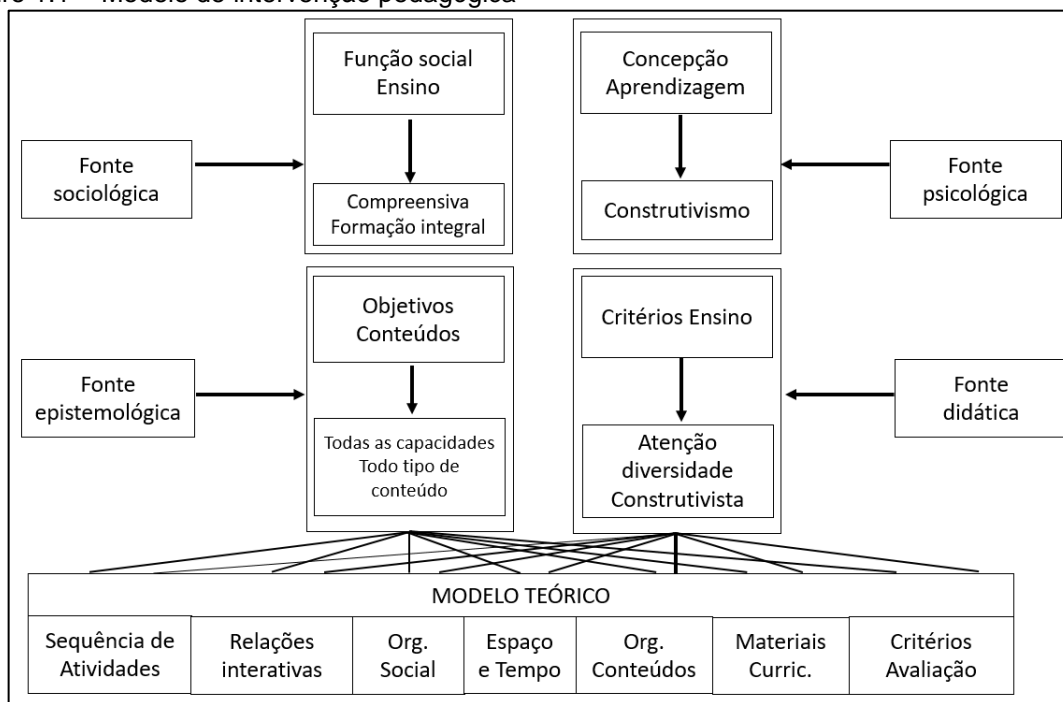 Modelo de intervenção pedagógica
Função social
Ensino
Concepção
Aprendizagem
Fonte
sociológica
Compreensiva
Formação integral
Construtivismo
Fonte
psicológica
Objetivos
Conteúdos
Critérios Ensino
Fonte
epistemológica
Todas as capacidades
Todo tipo de
conteúdo
Atenção
diversidade
Construtivista
Fonte
didática
MODELO TEÓRICO
Sequência de
Atividades
Relações
interativas
Org.
Social
Espaço
e Tempo
Org.
Conteúdos
Materiais
Curric.
Critérios
Avaliação